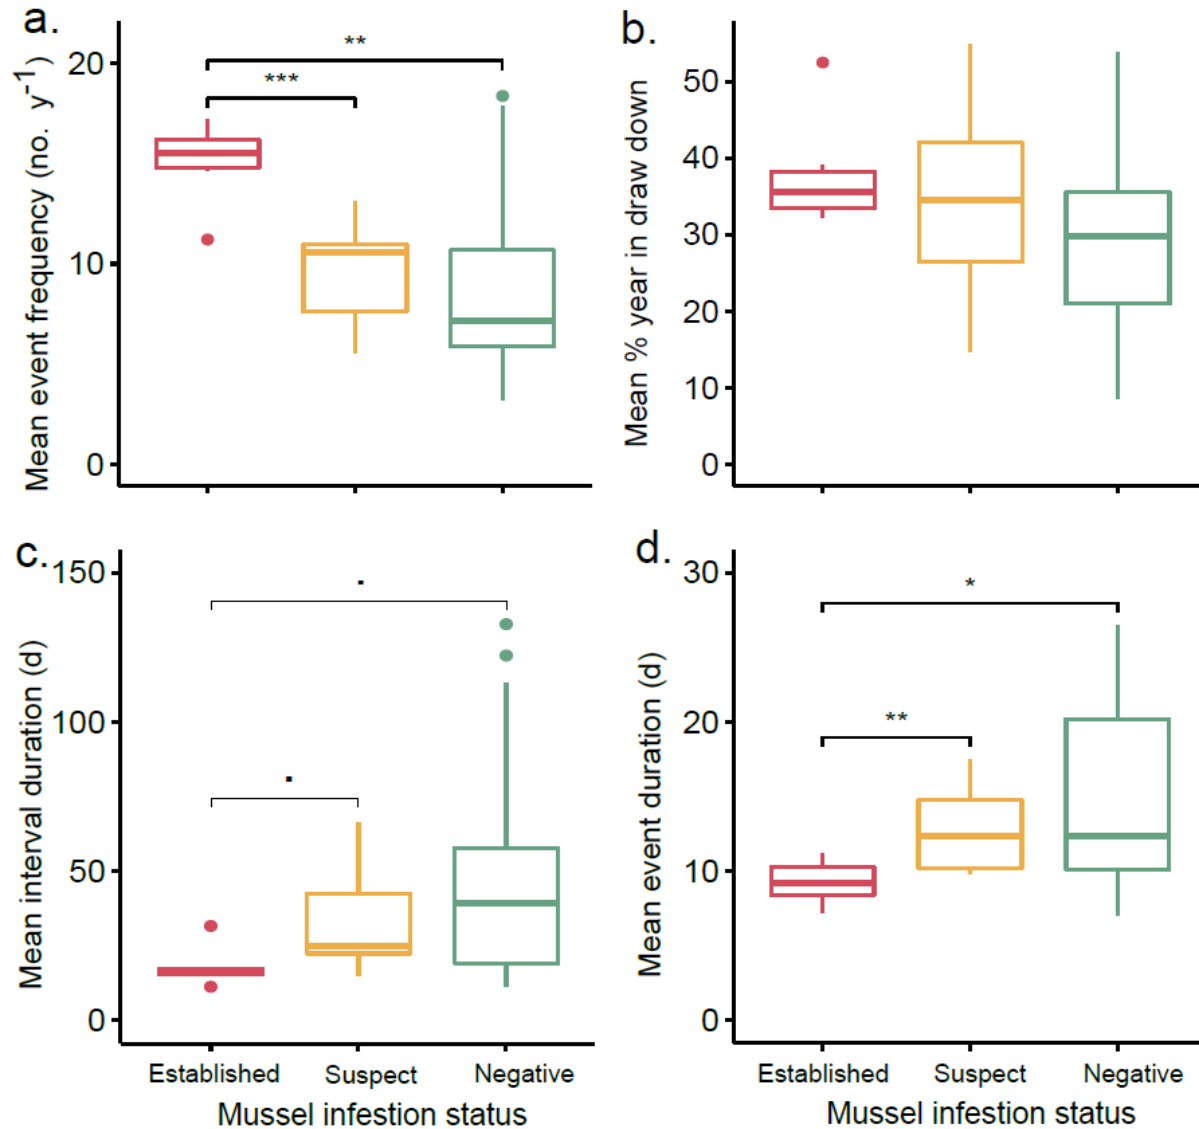 a.
Mean event frequency (no. y⁻¹)
20
10
0
**
***
b.
Mean % year in draw down
50
40
30
20
10
0
c.
Mean interval duration (d)
150
100
50
0
.
.
Established Suspect Negative
Mussel infestion status
d.
Mean event duration (d)
30
20
10
0
*
**
Established Suspect Negative
Mussel infestion status